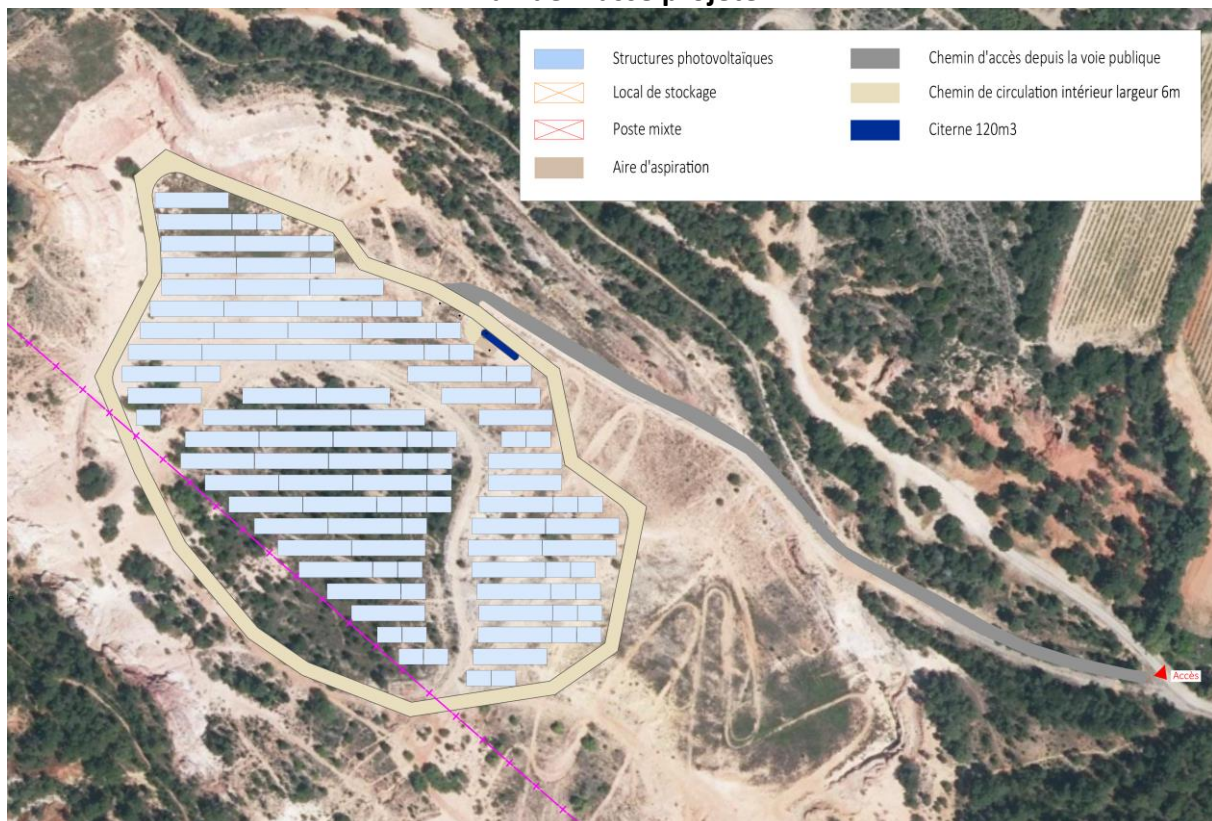 Structures photovoltaïques
Local de stockage
Poste mixte
Aire d'aspiration
Chemin d'accès depuis la voie publique
Chemin de circulation intérieur largeur 6m
Citerne 120m3
Accès